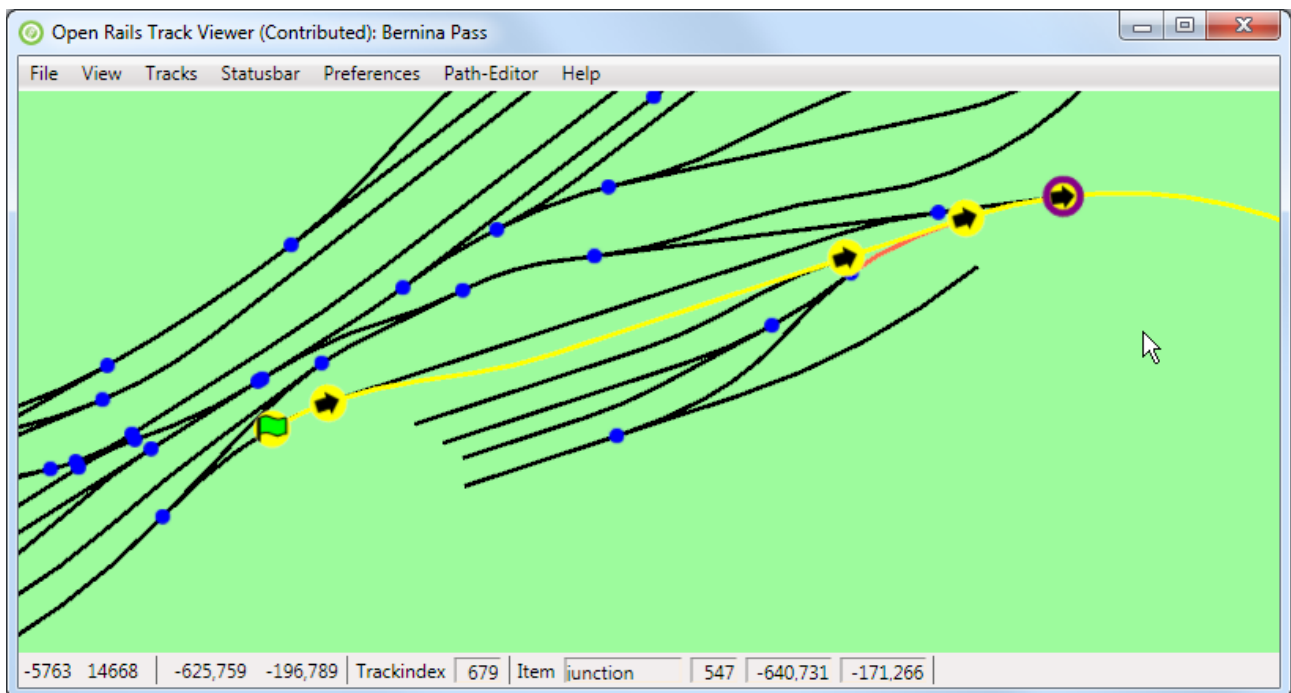 Open Rails Track Viewer (Contributed): Bernina Pass
File View Tracks Statusbar Preferences Path-Editor Help
-5763 14668 -625,759 -196,789 Trackindex 679 Item junction 547 -640,731 -171,266